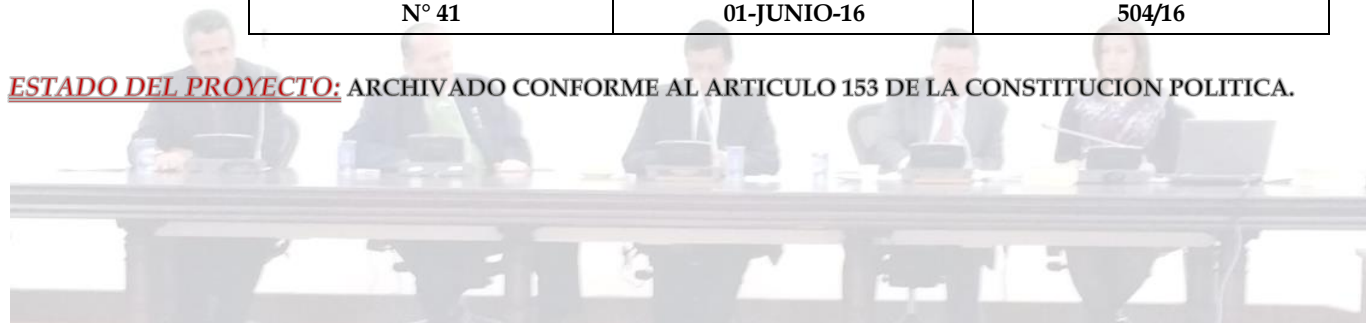 N° 41 01-JUNIO-16 504/16
ESTADO DEL PROYECTO: ARCHIVADO CONFORME AL ARTICULO 153 DE LA CONSTITUCION POLITICA.